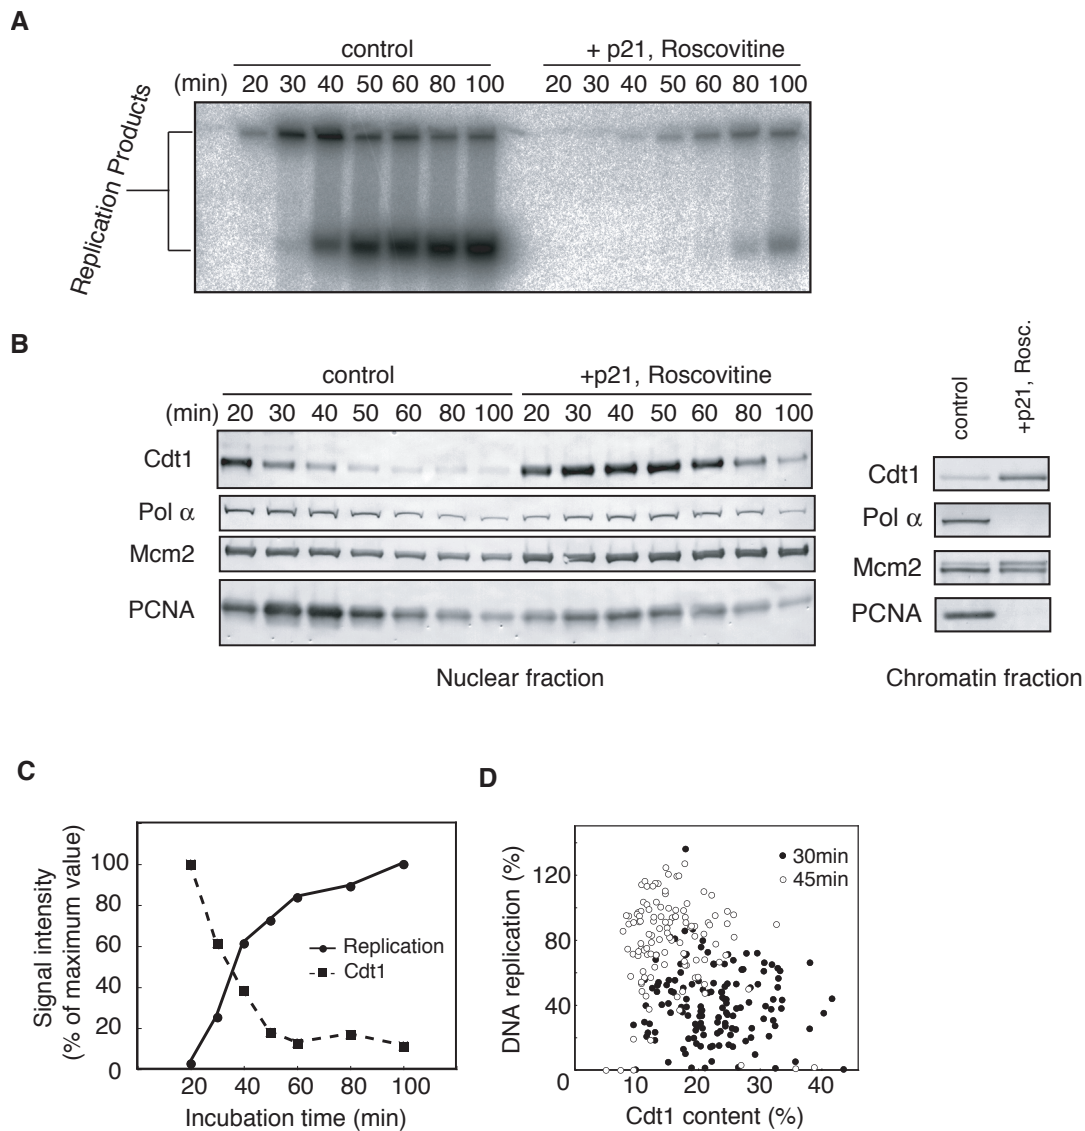 A
control
+ p21, Roscovitine
(min) 20 30 40 50 60 80 100 20 30 40 50 60 80 100
Replication Products
B
control
+p21, Roscovitine
(min) 20 30 40 50 60 80 100 20 30 40 50 60 80 100
Cdt1
Pol α
Mcm2
PCNA
Nuclear fraction
control
+p21, Rosc.
Cdt1
Pol α
Mcm2
PCNA
Chromatin fraction
C
Signal intensity
(% of maximum value)
100
80
60
40
20
0
Replication
Cdt1
20 40 60 80 100
Incubation time (min)
D
DNA replication (%)
120
80
40
0
30min
45min
10 20 30 40
Cdt1 content (%)